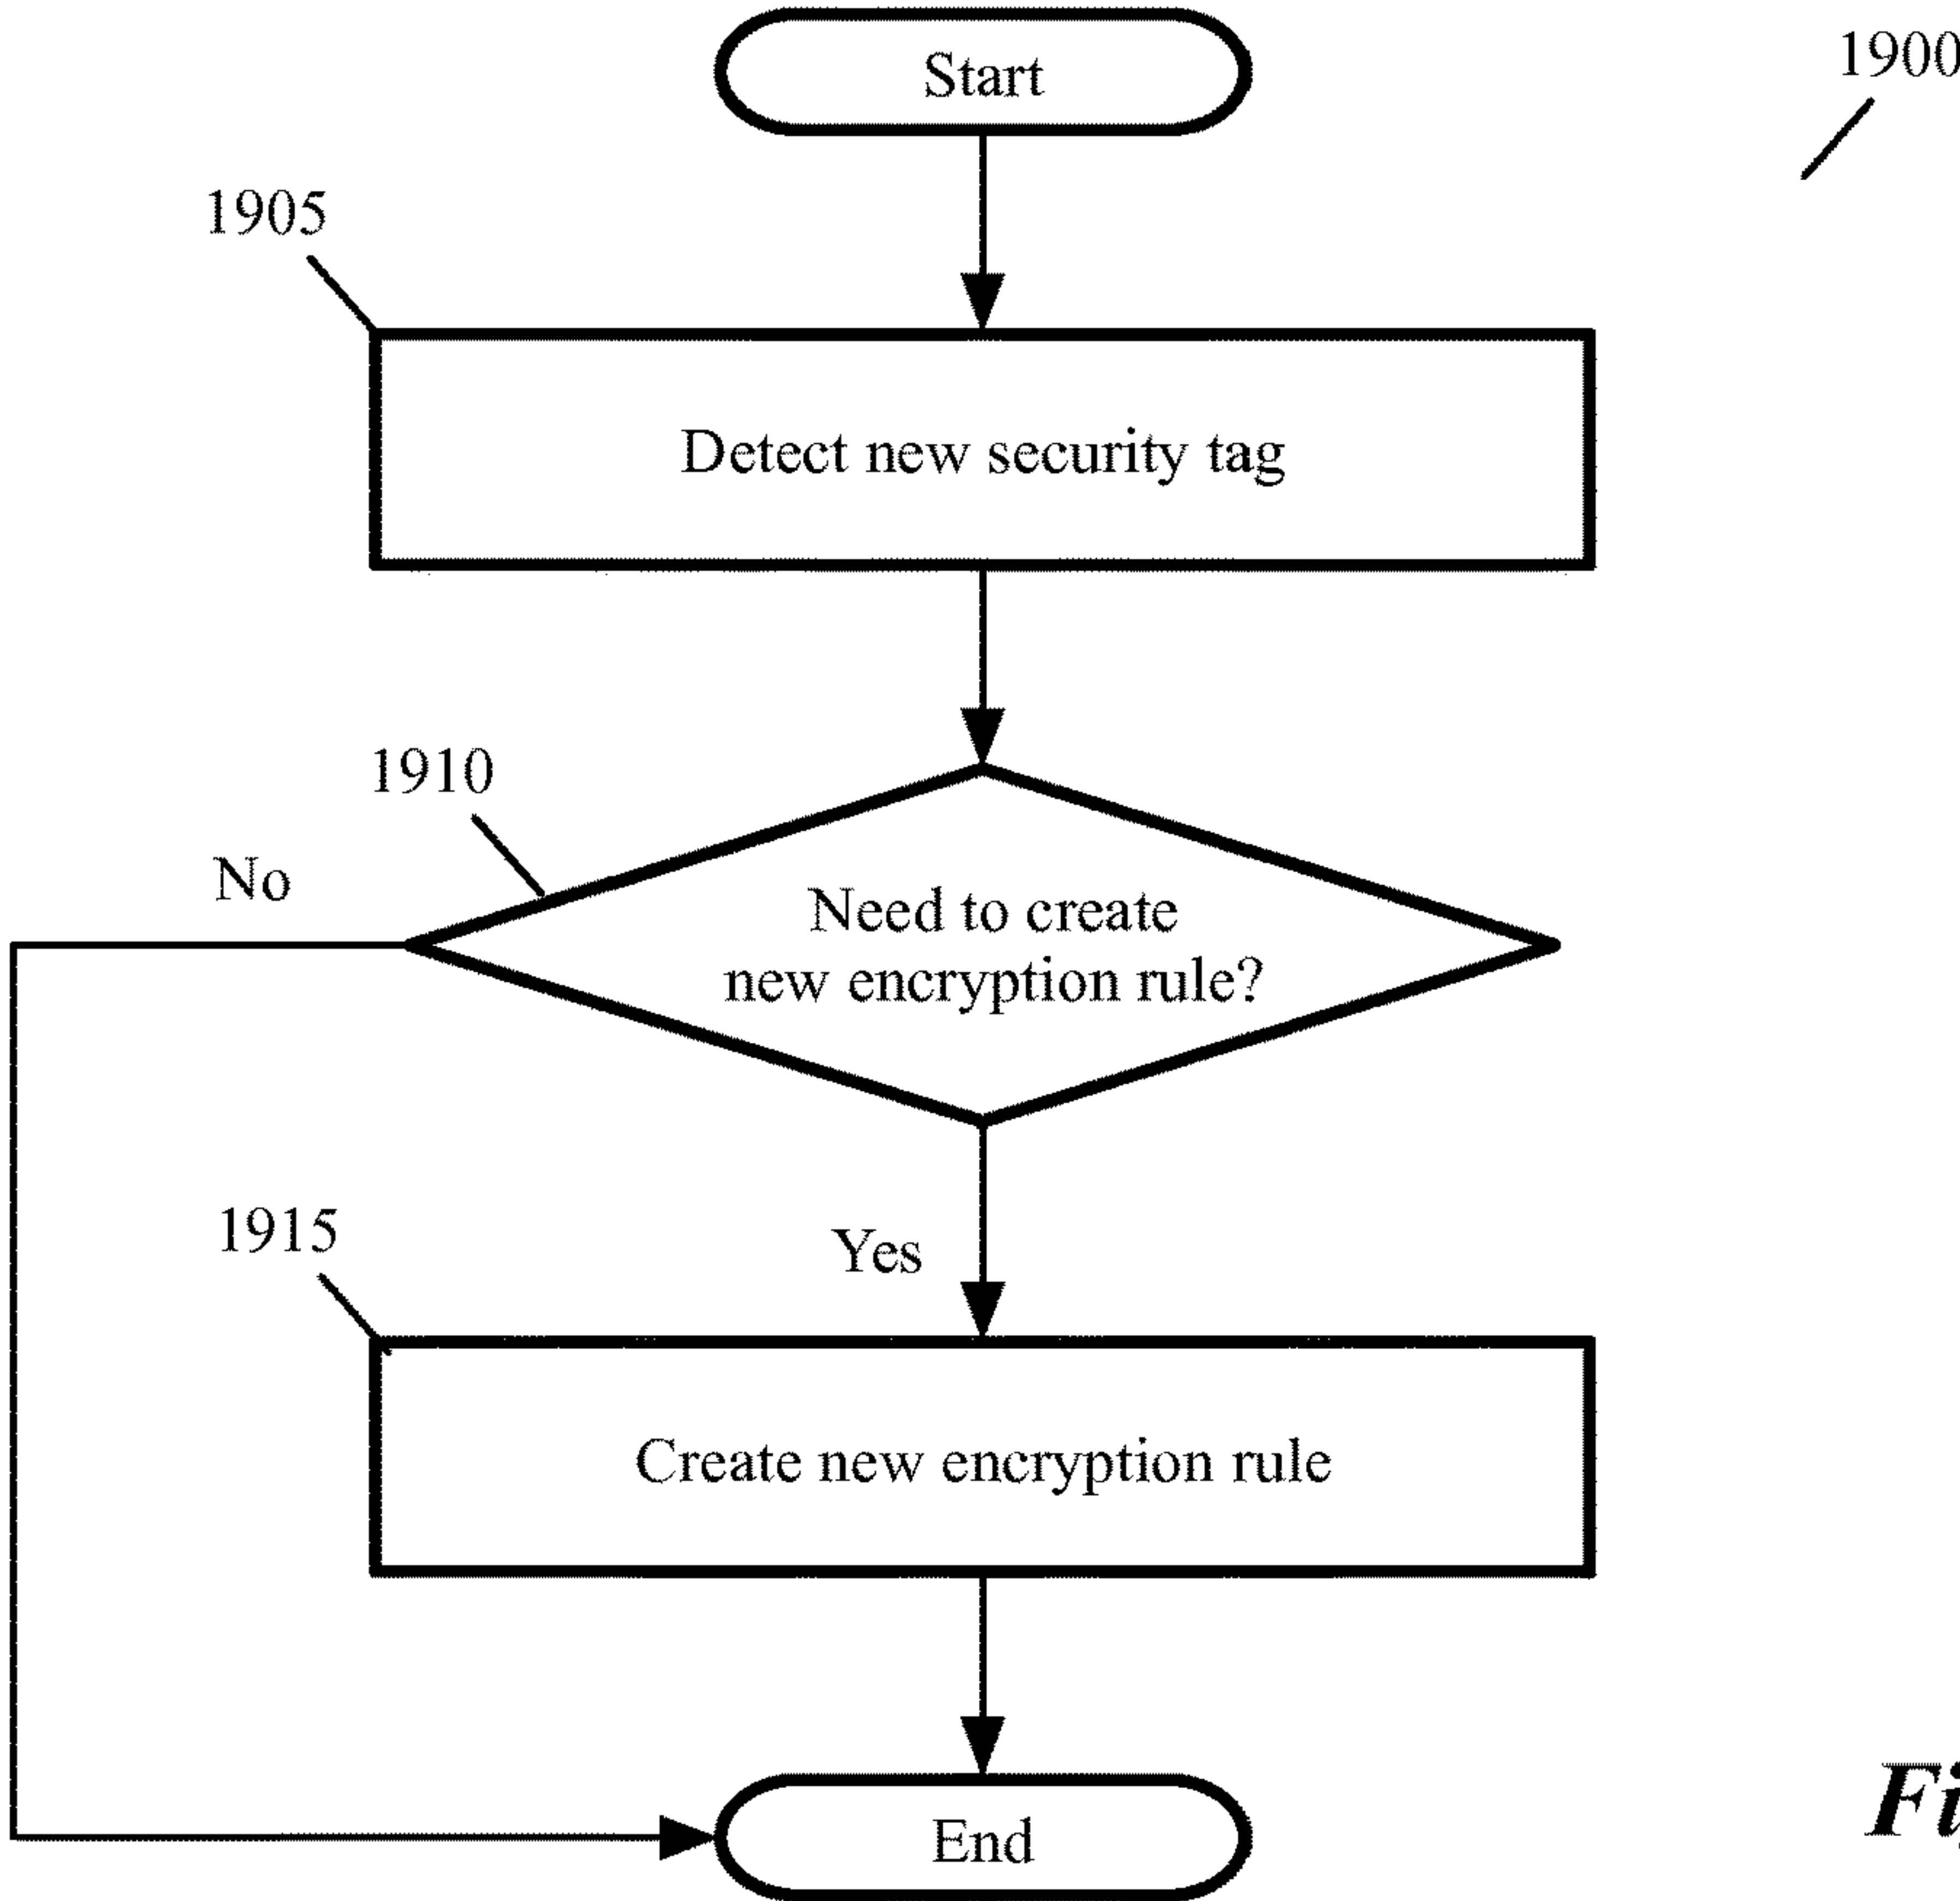 Start
1900
1905
Detect new security tag
1910
No
Need to create
new encryption rule?
1915
Yes
Create new encryption rule
End